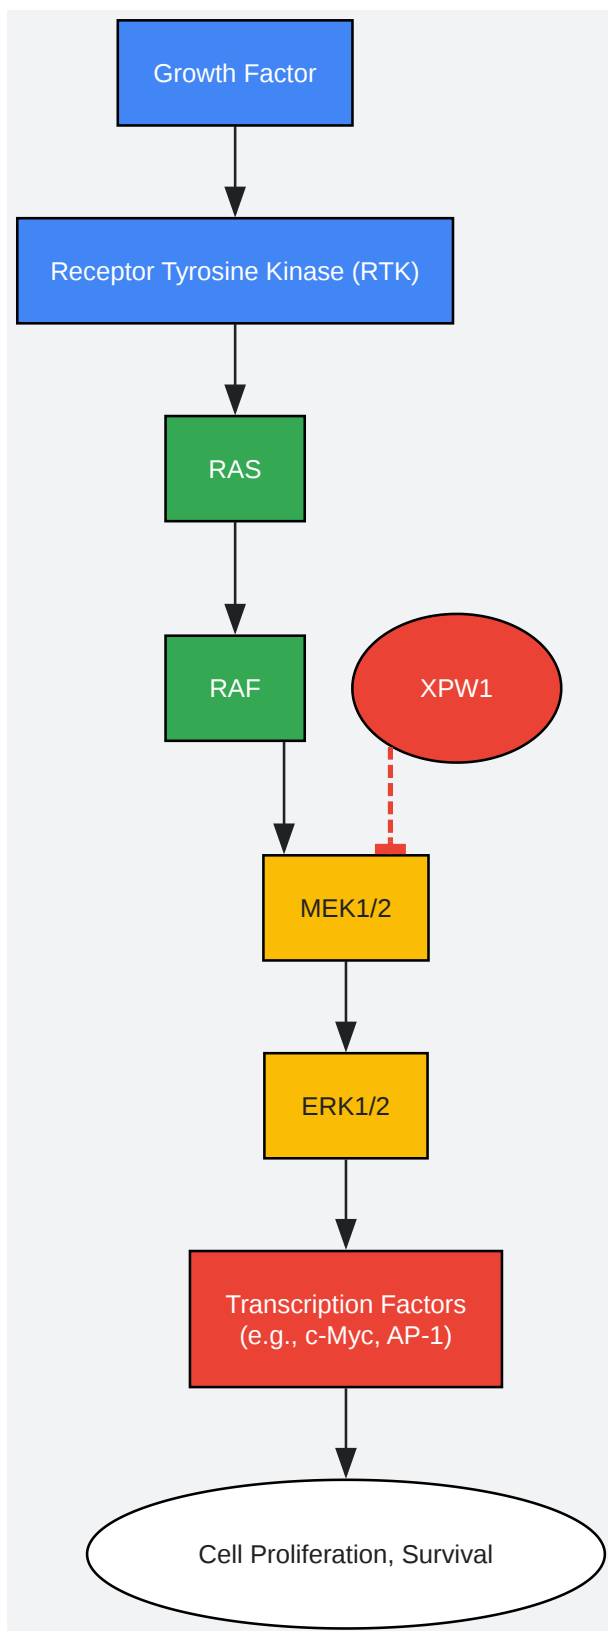 Growth Factor
Receptor Tyrosine Kinase (RTK)
RAS
RAF
XPW1
MEK1/2
ERK1/2
Transcription Factors
(e.g., c-Myc, AP-1)
Cell Proliferation, Survival